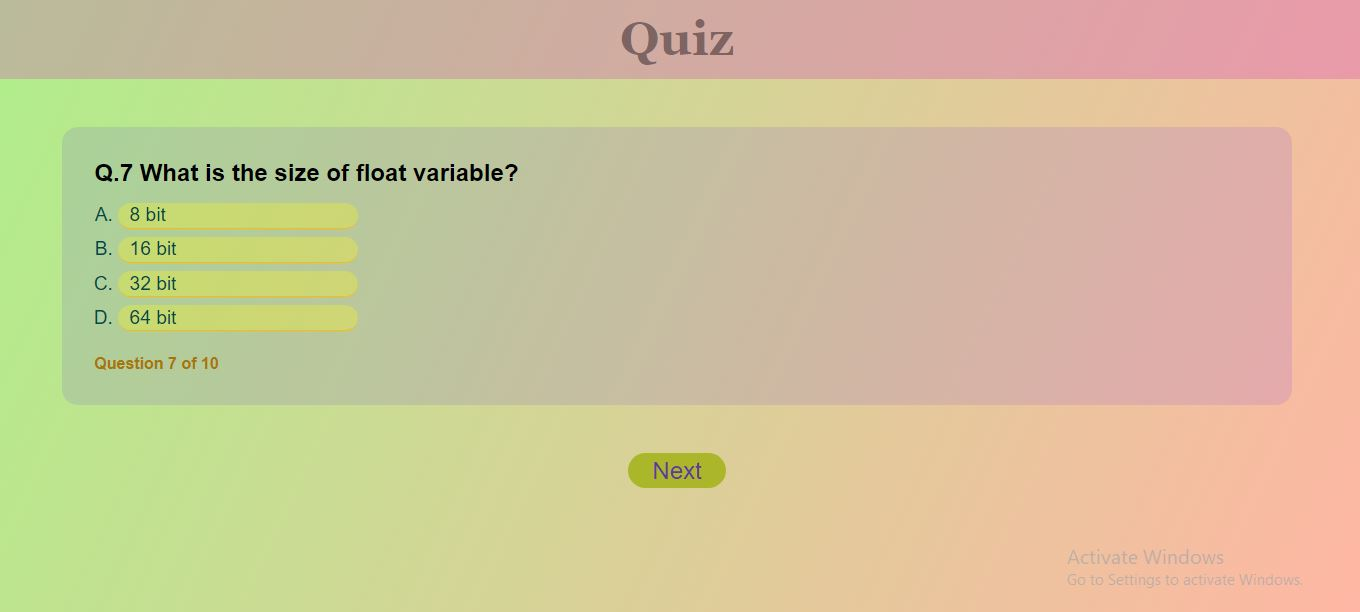 Quiz
Q.7 What is the size of float variable?
A. 8 bit
B. 16 bit
C. 32 bit
D. 64 bit
Question 7 of 10
Next
Activate Windows
Go to Settings to activate Windows.